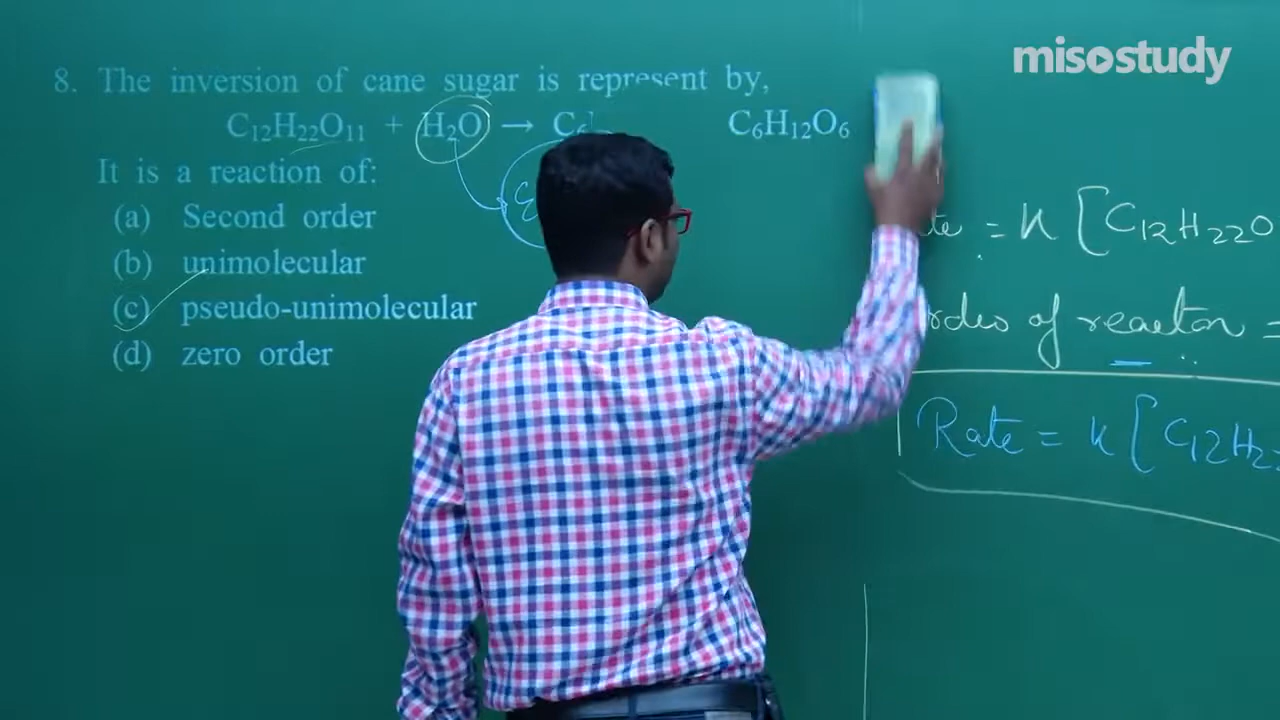 misostudy
8. The inversion of cane sugar is represent by,
C12H22O11 + H2O → C6 C6H12O6
It is a reaction of:
(a) Second order
(b) unimolecular
(c) pseudo-unimolecular
(d) zero order
= K [C12H22O
of reaction =
Rate = K [C12H2